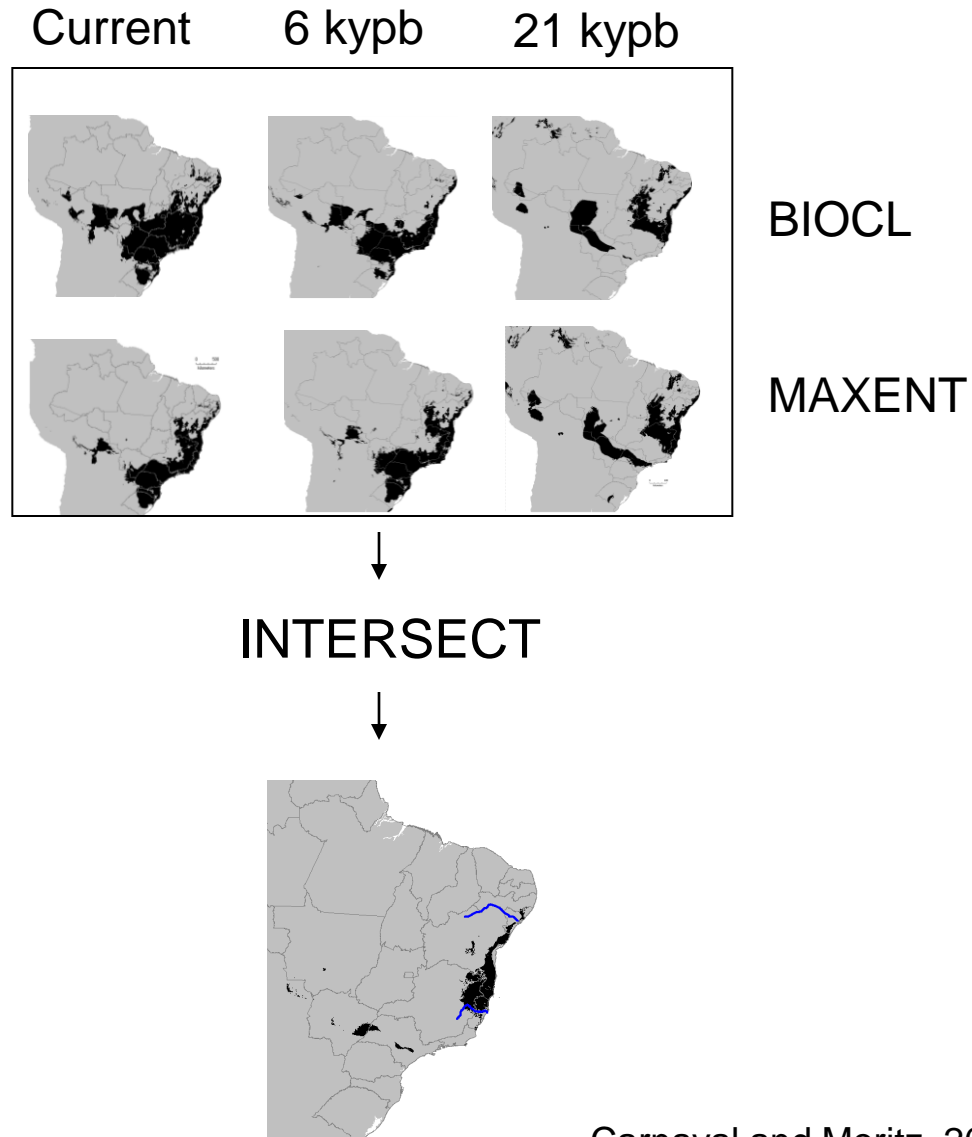 Current 6 kypb 21 kypb
BIOCL
MAXENT
INTERSECT
Carnaval and Moritz